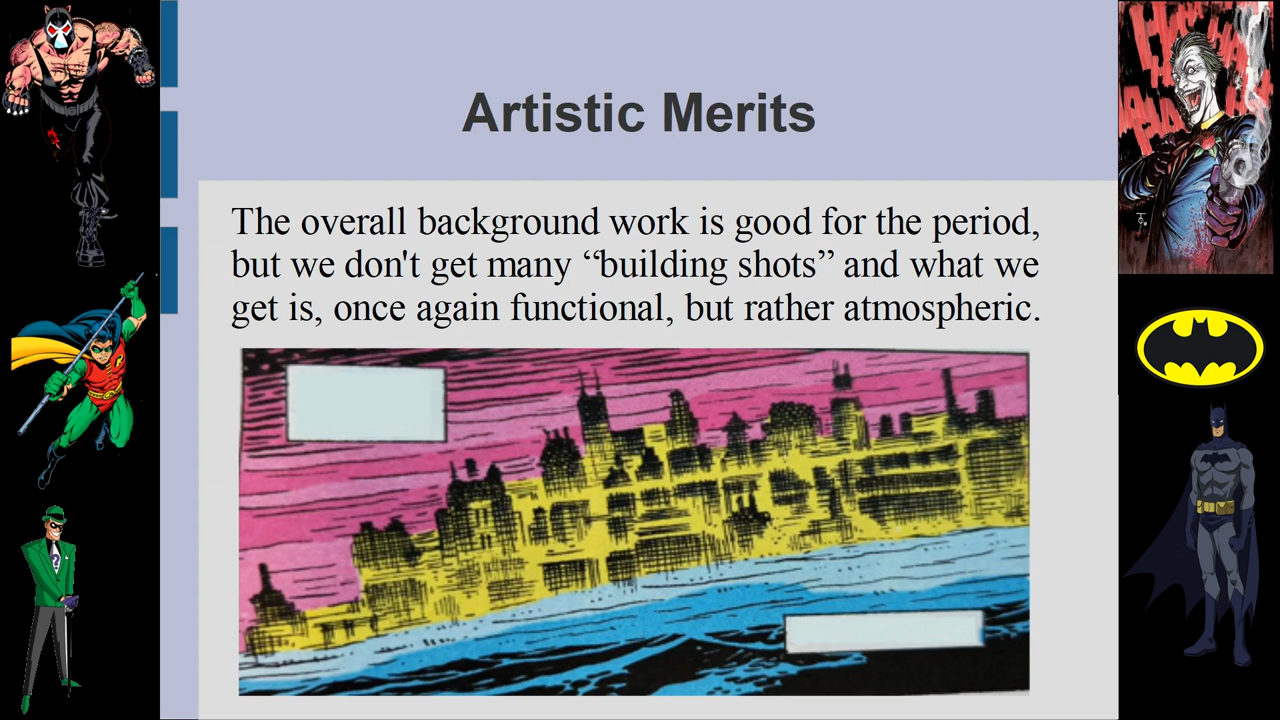 Artistic Merits
The overall background work is good for the period,
but we don't get many “building shots” and what we
get is, once again functional, but rather atmospheric.